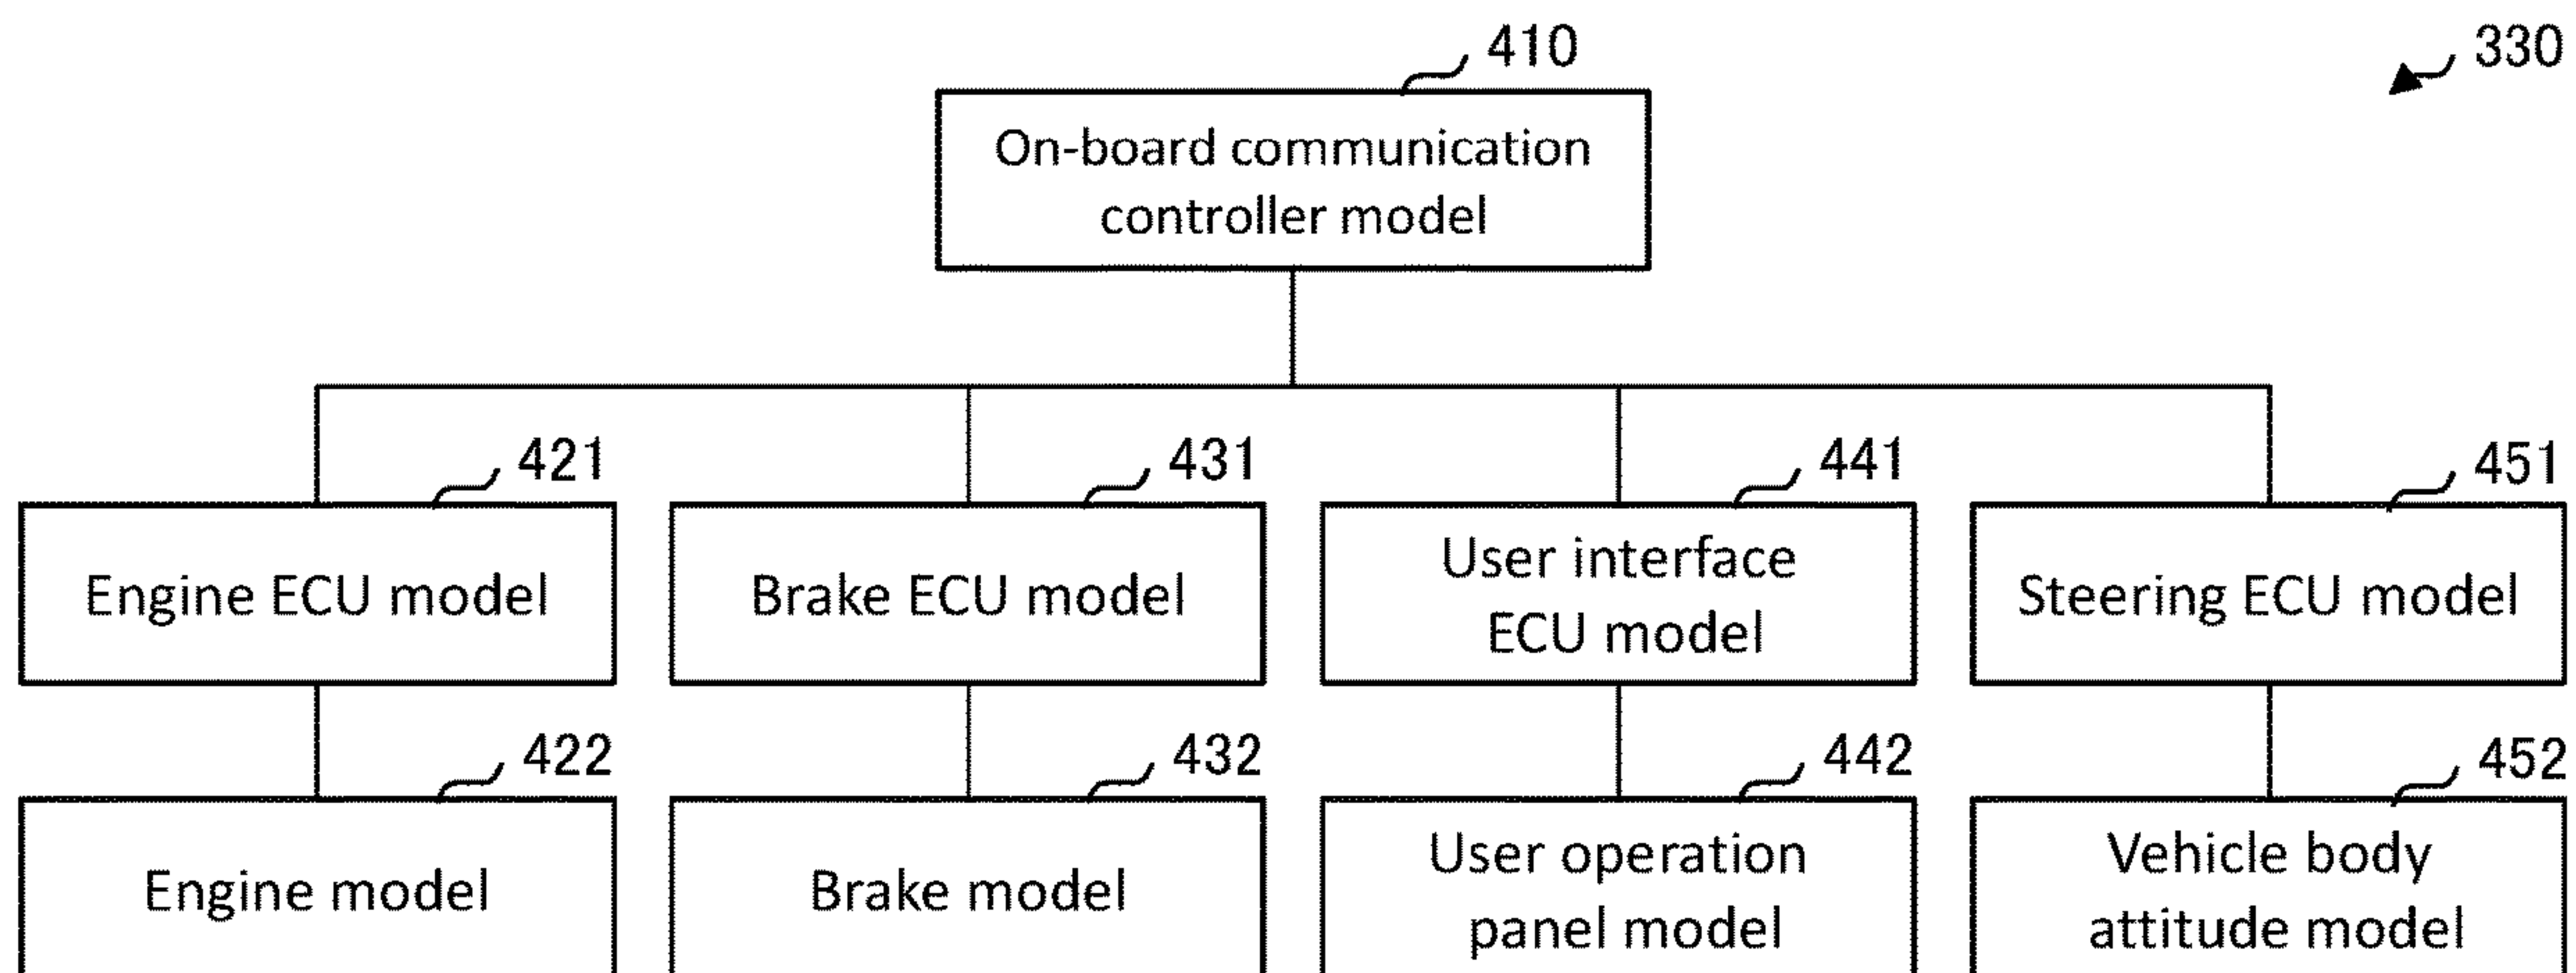 410
330
On-board communication
controller model
421
431
441
451
Engine ECU model
Brake ECU model
User interface
ECU model
Steering ECU model
422
432
442
452
Engine model
Brake model
User operation
panel model
Vehicle body
attitude model